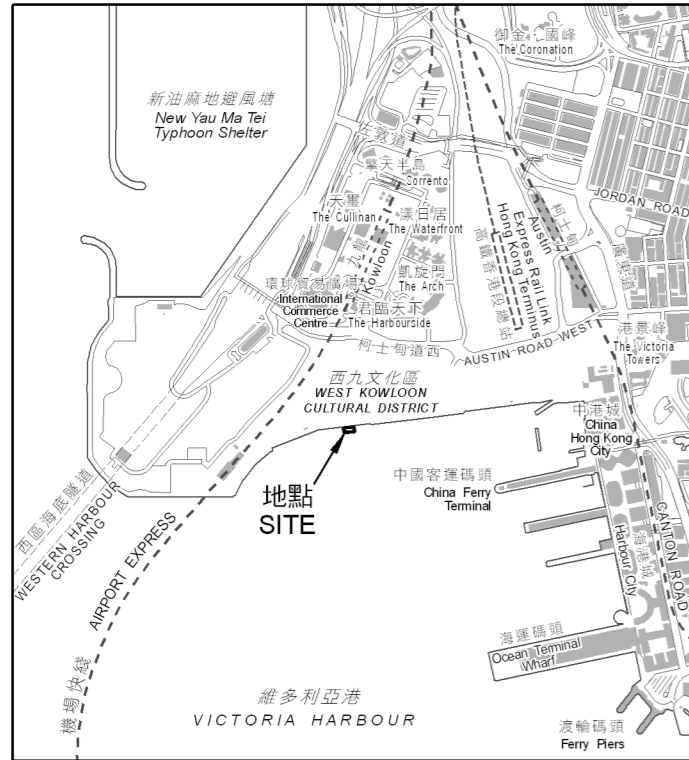 御金 • 國峰
The Coronation
新油麻地避風塘
New Yau Ma Tei
Typhoon Shelter
佐敦道
擎天半島
Sorrento
JORDAN ROAD
天璽
The Cullinan
漾日居
The Waterfront
九龍
Kowloon
柯士甸
Austin
Express Rail Link
Hong Kong Terminus
高鐵香港段總站
廣東道
凱旋門
The Arch
環球貿易廣場
International
Commerce
Centre
君臨天下
The Harbourside
柯士甸道西
AUSTIN ROAD WEST
港景峰
The Victoria
Towers
西九文化區
WEST KOWLOON
CULTURAL DISTRICT
中港城
China
Hong Kong
City
地點
SITE
中國客運碼頭
China Ferry
Terminal
西區海底隧道
WESTERN HARBOUR
CROSSING
AIRPORT EXPRESS
機場快綫
海港城
Harbour City
CANTON ROAD
海運碼頭
Ocean Terminal
Wharf
維多利亞港
VICTORIA HARBOUR
渡輪碼頭
Ferry Piers